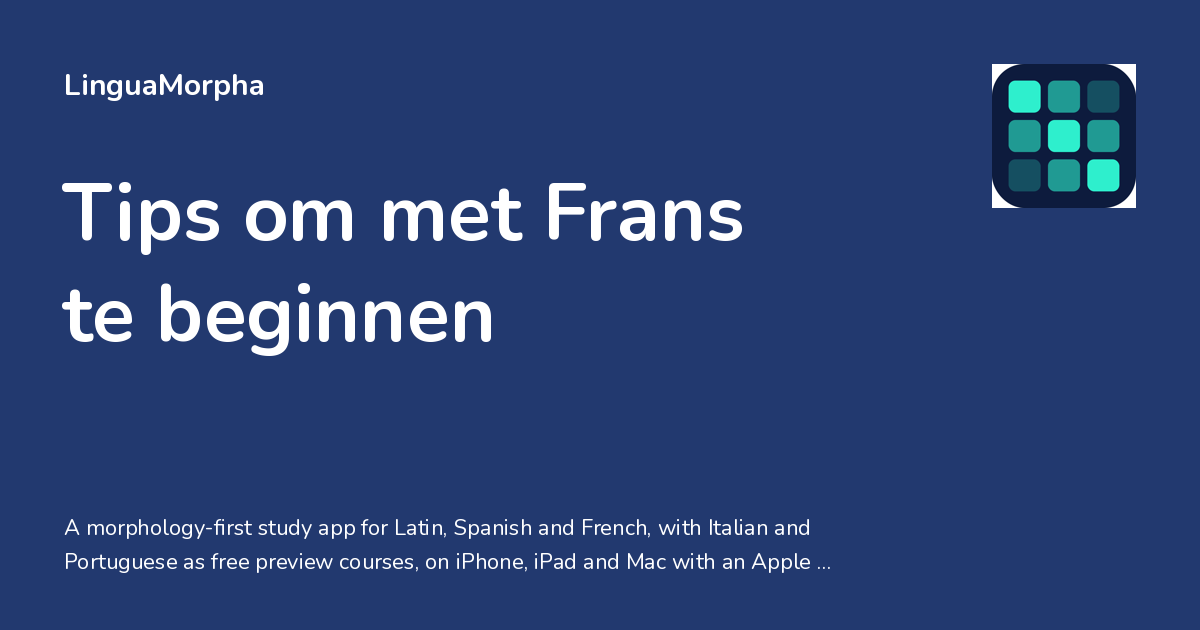 LinguaMorpha
Tips om met Frans
te beginnen
A morphology-first study app for Latin, Spanish and French, with Italian and
Portuguese as free preview courses, on iPhone, iPad and Mac with an Apple ...